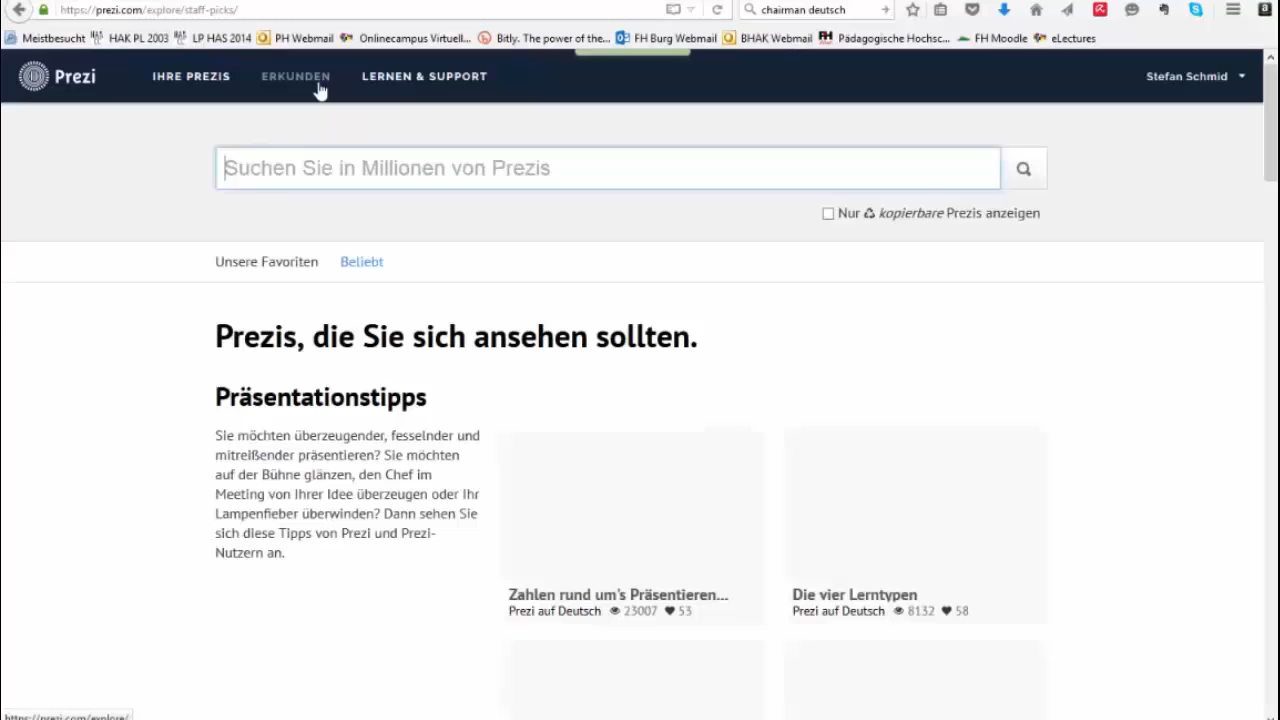 https://prezi.com/explore/staff-picks/
chairman deutsch
Meistbesucht HAK PL 2003 LP HAS 2014 PH Webmail Onlinecampus Virtuell... Bitly. The power of the... FH Burg Webmail BHAK Webmail Pädagogische Hochsc... FH Moodle eLectures
Prezi IHRE PREZIS ERKUNDEN LERNEN & SUPPORT Stefan Schmid
Suchen Sie in Millionen von Prezis
Nur kopierbare Prezis anzeigen
Unsere Favoriten Beliebt
Prezis, die Sie sich ansehen sollten.
Präsentationstipps
Sie möchten überzeugender, fesselnder und
mitreißender präsentieren? Sie möchten
auf der Bühne glänzen, den Chef im
Meeting von Ihrer Idee überzeugen oder Ihr
Lampenfieber überwinden? Dann sehen Sie
sich diese Tipps von Prezi und Prezi-
Nutzern an.
Zahlen rund um's Präsentieren...
Prezi auf Deutsch 23007 53
Die vier Lerntypen
Prezi auf Deutsch 8132 58
https://prezi.com/explore/